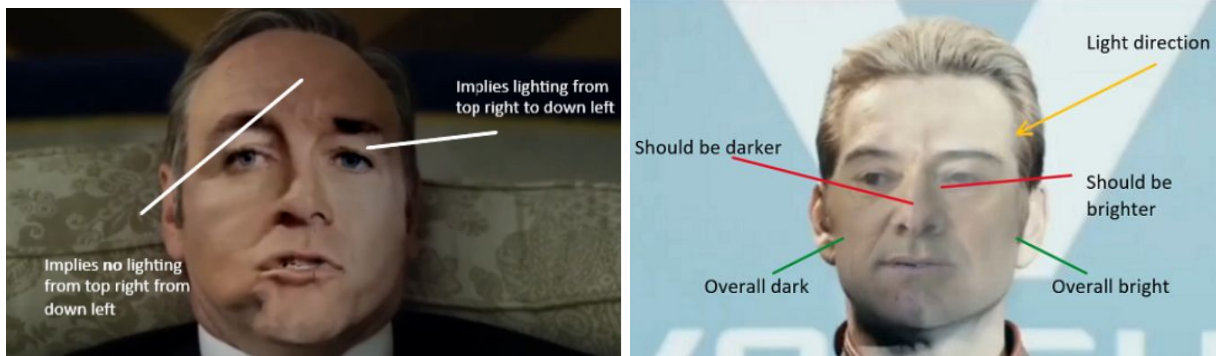 Implies lighting from
top right to down left
Implies no lighting
from top right from
down left
Light direction
Should be darker
Should be
brighter
Overall dark
Overall bright